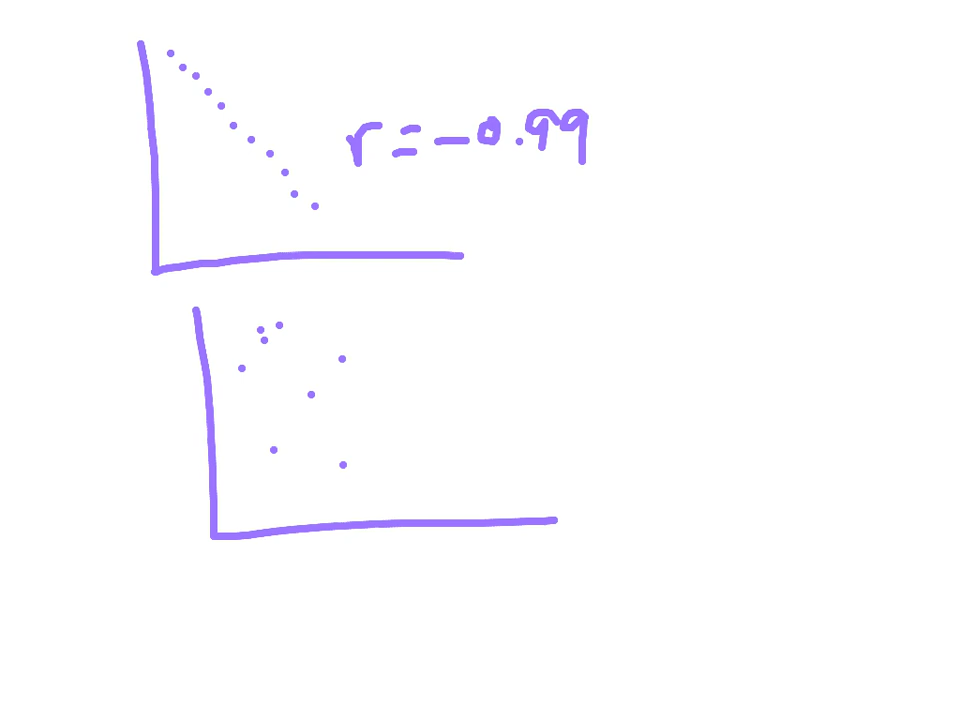 r = -0.99